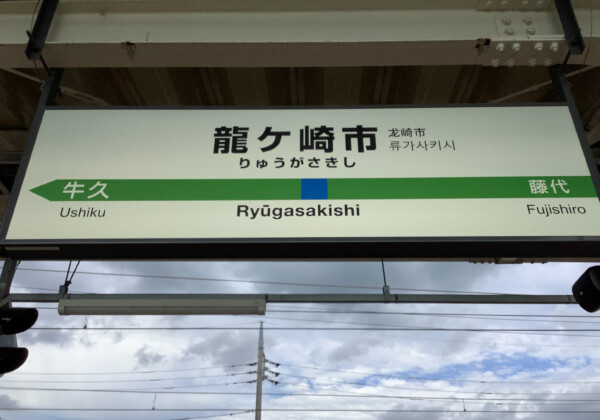 龍ケ崎市
龙崎市
류가사키시
りゅうがさきし
牛久
藤代
Ushiku
Ryūgasakishi
Fujishiro